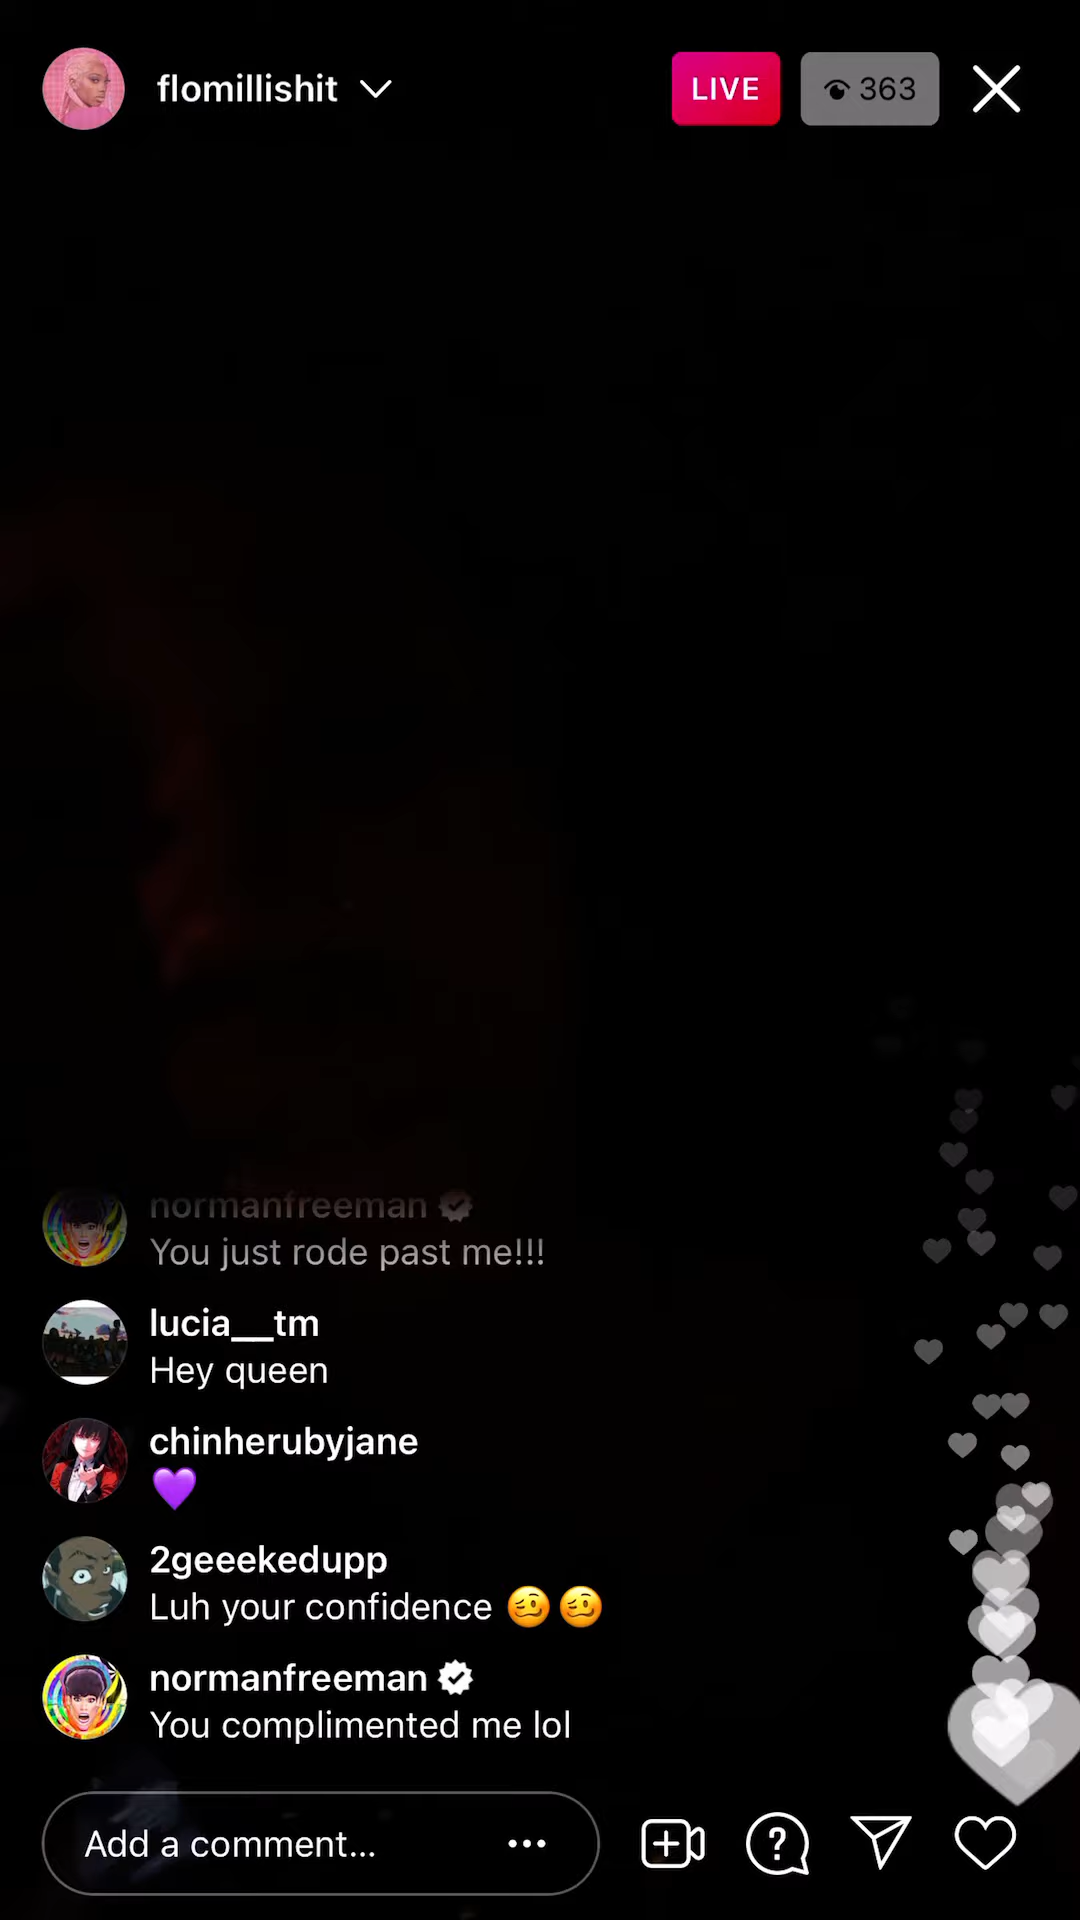 flomillishit
LIVE
363
normanfreeman
You just rode past me!!!
lucia__tm
Hey queen
chinherubyjane
💜
2geeekedupp
Luh your confidence 🥴🥴
normanfreeman
You complimented me lol
Add a comment...